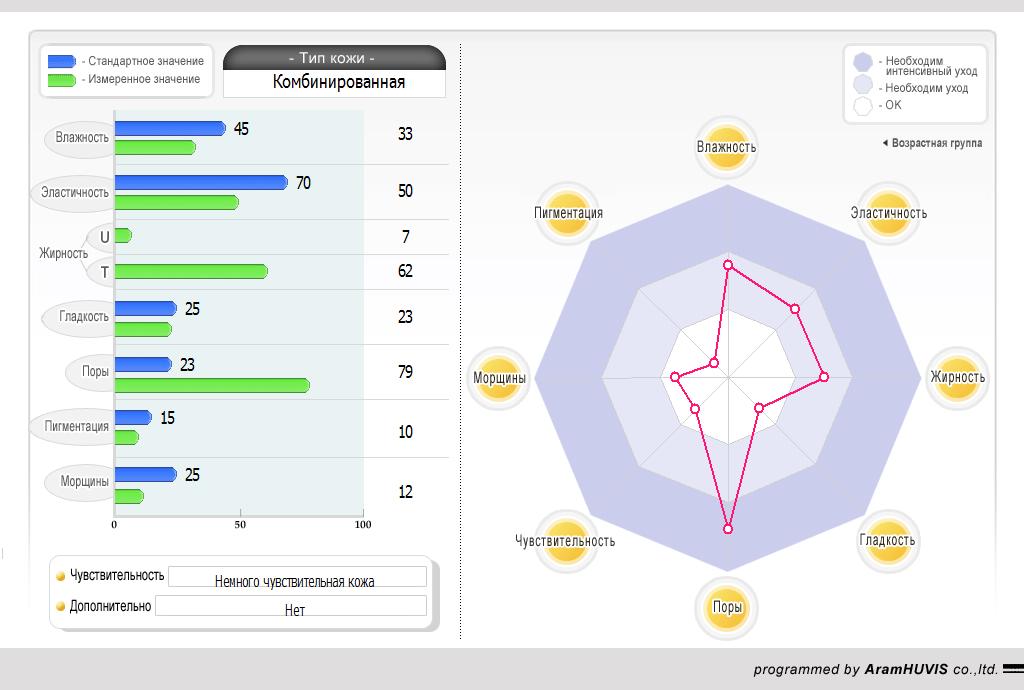 - Стандартное значение
- Измеренное значение
- Тип кожи -
Комбинированная
Влажность 45 33
Эластичность 70 50
Жирность U 7
T 62
Гладкость 25 23
Поры 23 79
Пигментация 15 10
Морщины 25 12
0 50 100
Чувствительность Немного чувствительная кожа
Дополнительно Нет
- Необходим
интенсивный уход
- Необходим уход
- OK
Возрастная группа
Влажность
Пигментация
Эластичность
Морщины
Жирность
Чувствительность
Гладкость
Поры
programmed by AramHUVIS co.,ltd.